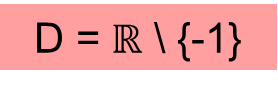 D = ℝ \ {-1}